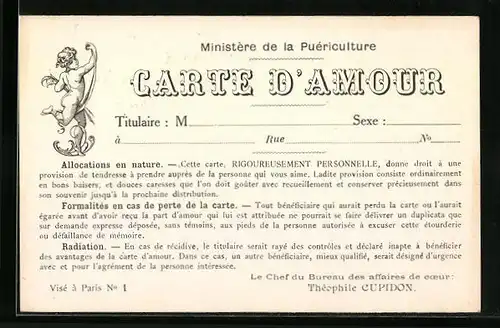 Ministère de la Puériculture
CARTE D'AMOUR
Titulaire : M Sexe :
à Rue No
Allocations en nature. — Cette carte, RIGOUREUSEMENT PERSONNELLE, donne droit à une
provision de tendresse à prendre auprès de la personne qui vous aime. Ladite provision consiste ordinairement
en bons baisers, et douces caresses que l'on doit goûter avec recueillement et conserver précieusement dans
son souvenir jusqu'à la prochaine distribution.
Formalités en cas de perte de la carte. — Tout bénéficiaire qui aurait perdu la carte ou l'aurait
égarée avant d'avoir reçu la part d'amour qui lui est attribuée ne pourrait se faire délivrer un duplicata que
sur demande expresse déposée, sans témoins, aux pieds de la personne autorisée à excuser cette étourderie
ou défaillance de mémoire.
Radiation. — En cas de récidive, le titulaire serait rayé des contrôles et déclaré inapte à bénéficier
des avantages de la carte d'amour. Dans ce cas, un autre bénéficiaire, mieux qualifié, serait désigné d'urgence
avec et pour l'agrément de la personne intéressée.
Le Chef du Bureau des affaires de cœur :
Visé à Paris No 1 Théophile CUPIDON.